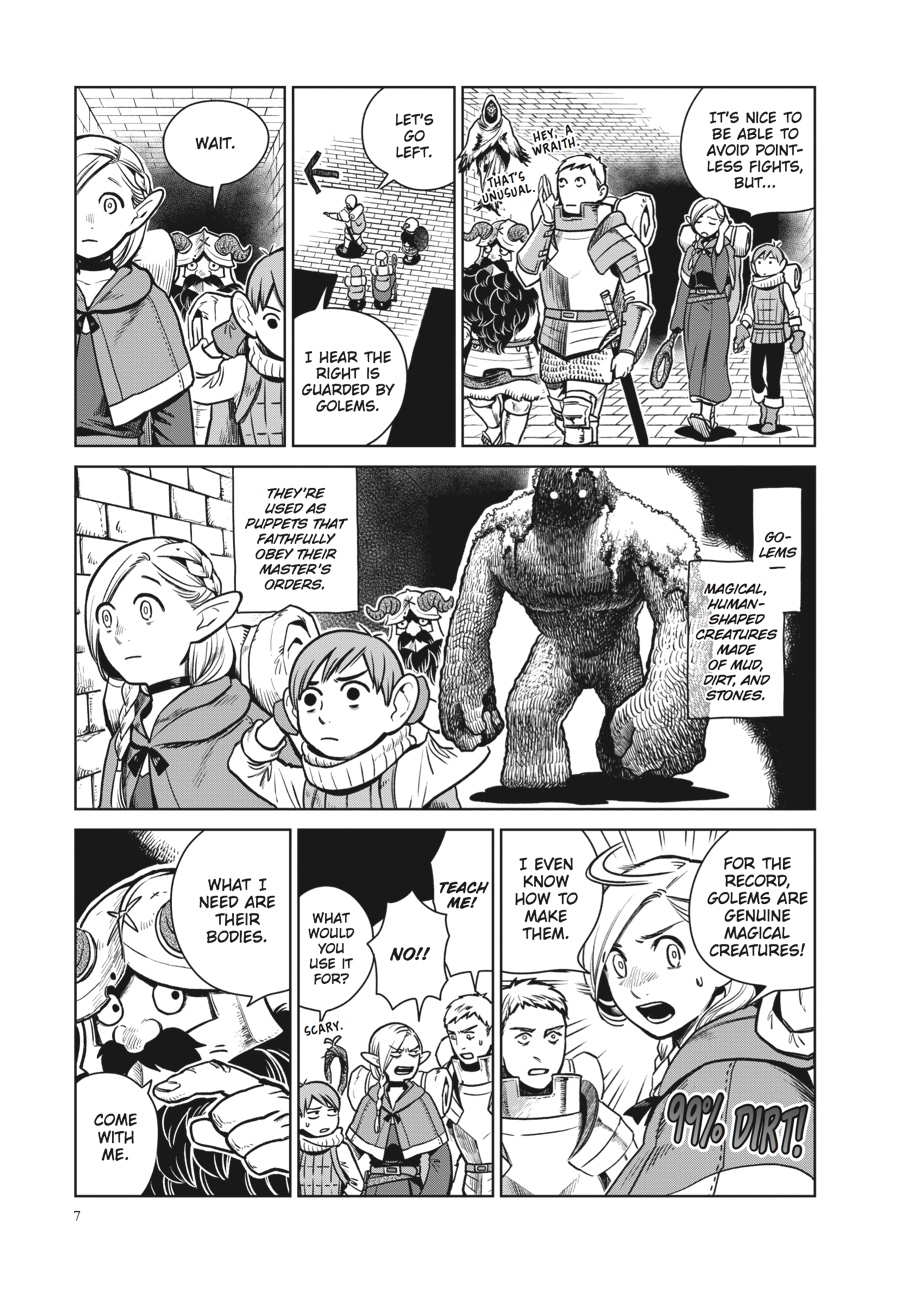 IT'S NICE TO
BE ABLE TO
AVOID POINT-
LESS FIGHTS,
BUT...
HEY, A
WRAITH.
THAT'S
UNUSUAL.
LET'S
GO
LEFT.
I HEAR THE
RIGHT IS
GUARDED BY
GOLEMS.
WAIT.
GO-
LEMS
—
MAGICAL,
HUMAN-
SHAPED
CREATURES
MADE
OF MUD,
DIRT, AND
STONES.
THEY'RE
USED AS
PUPPETS THAT
FAITHFULLY
OBEY THEIR
MASTER'S
ORDERS.
FOR THE
RECORD,
GOLEMS ARE
GENUINE
MAGICAL
CREATURES!
99% DIRT!
I EVEN
KNOW
HOW TO
MAKE
THEM.
TEACH
ME!
NO!!
WHAT
WOULD
YOU
USE IT
FOR?
SCARY.
WHAT I
NEED ARE
THEIR
BODIES.
COME
WITH
ME.
7